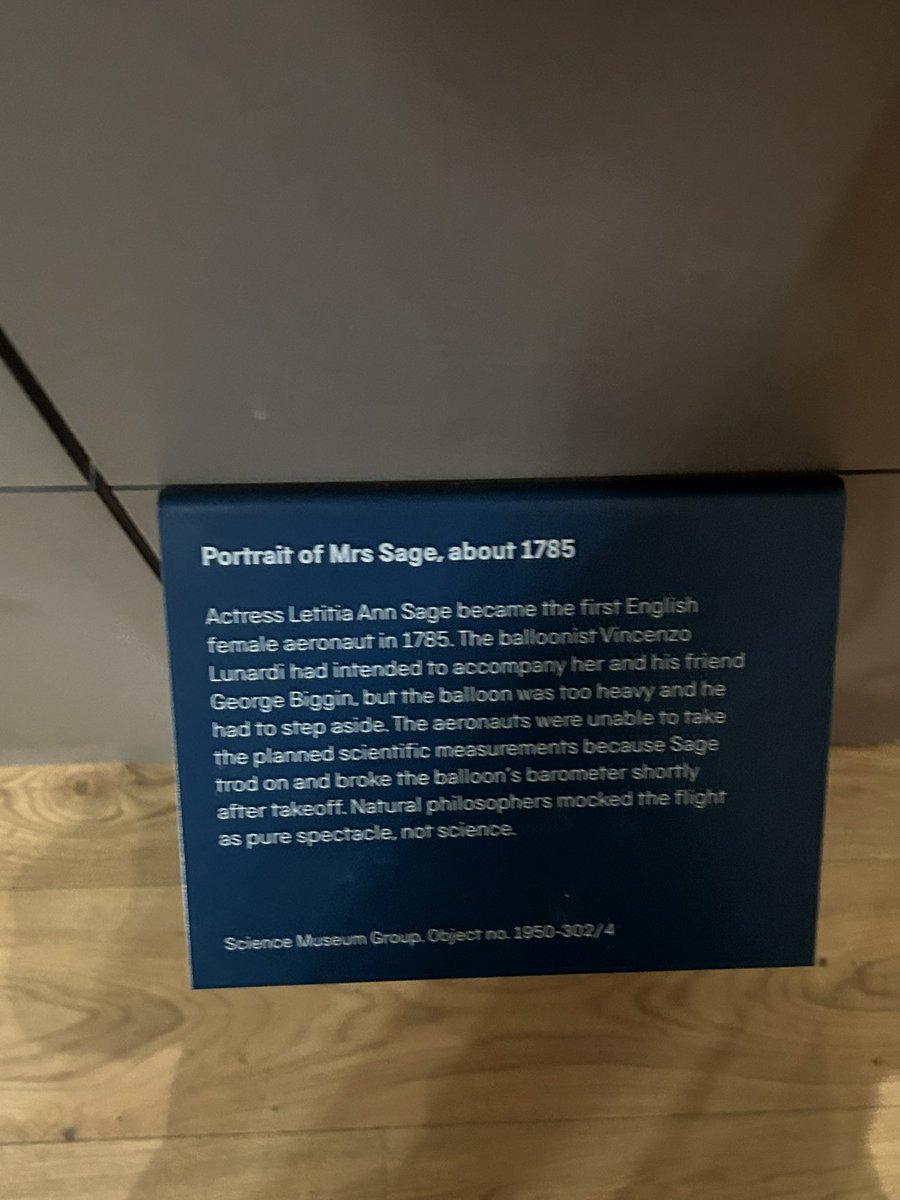 Portrait of Mrs Sage, about 1785
Actress Letitia Ann Sage became the first English
female aeronaut in 1785. The balloonist Vincenzo
Lunardi had intended to accompany her and his friend
George Biggin, but the balloon was too heavy and he
had to step aside. The aeronauts were unable to take
the planned scientific measurements because Sage
trod on and broke the balloon's barometer shortly
after takeoff. Natural philosophers mocked the flight
as pure spectacle, not science.
Science Museum Group. Object no. 1950-302/4